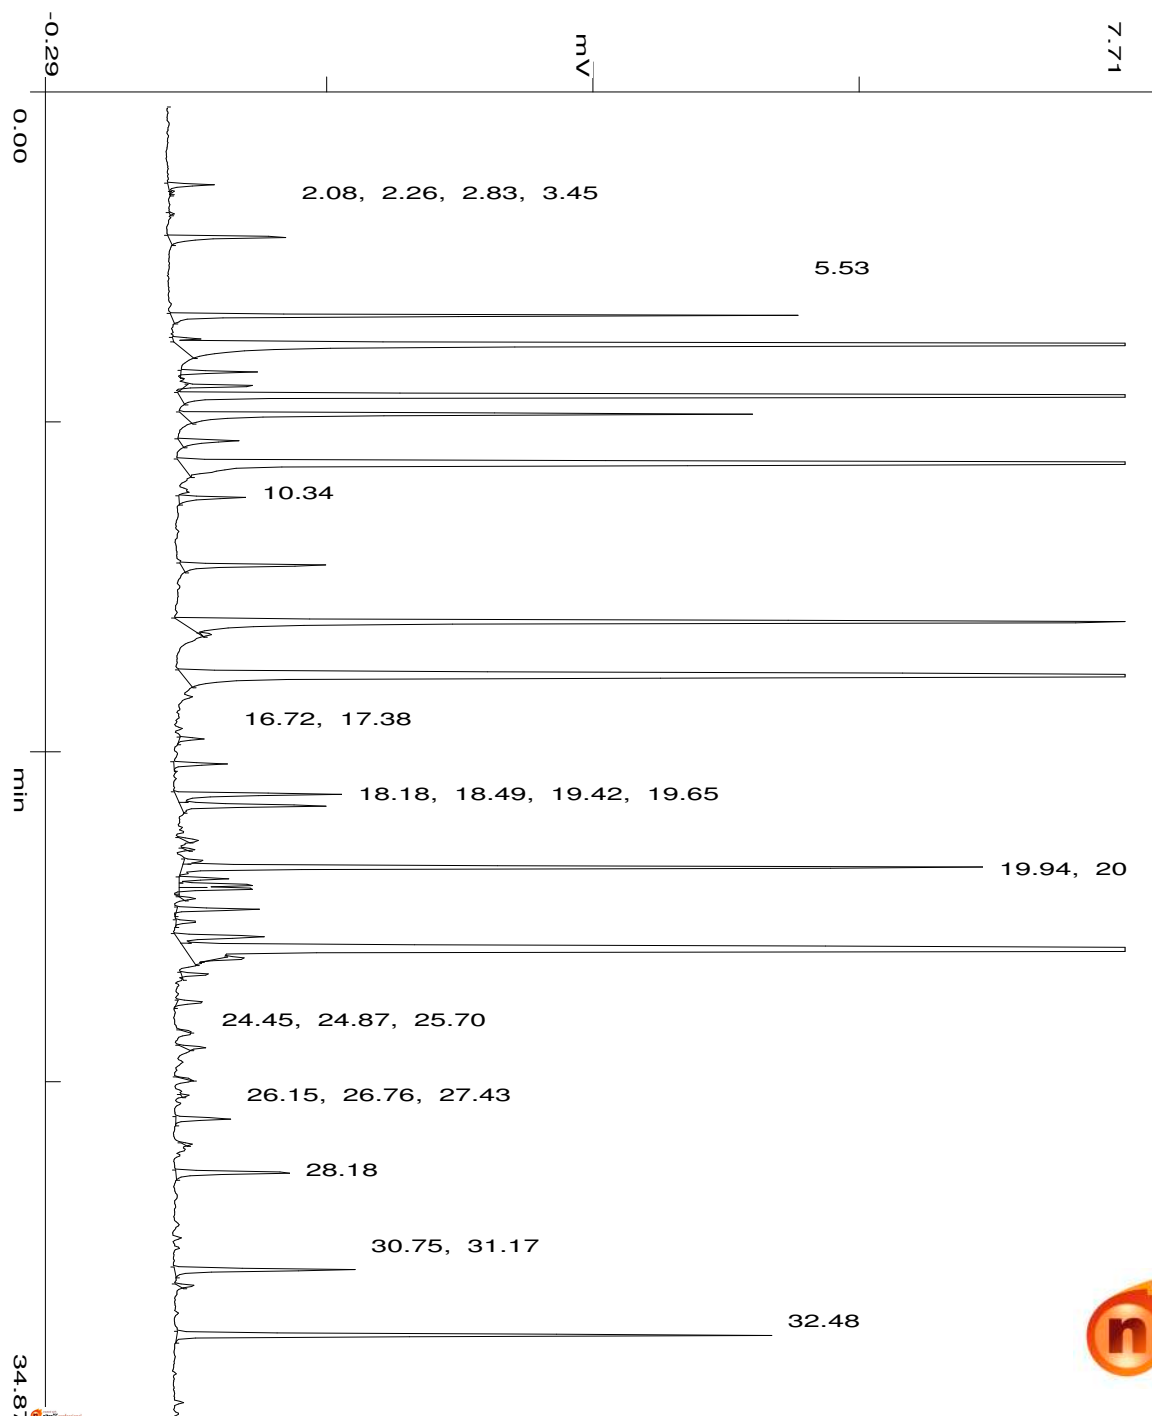 -0.29
mV
7.71
0.00
2.08, 2.26, 2.83, 3.45
5.53
10.34
16.72, 17.38
min
18.18, 18.49, 19.42, 19.65
19.94, 20
24.45, 24.87, 25.70
26.15, 26.76, 27.43
28.18
30.75, 31.17
32.48
n
34.87